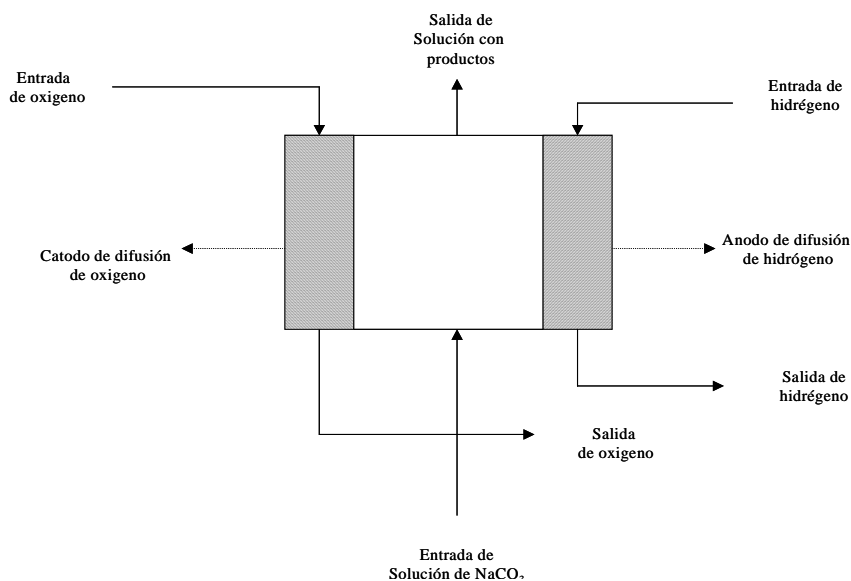 Salida de
Solución con
productos
Entrada
de oxigeno
Entrada de
hidrégeno
Catodo de difusión
de oxigeno
Anodo de difusión
de hidrógeno
Salida de
hidrégeno
Salida
de oxigeno
Entrada de
Solución de NaCO₃